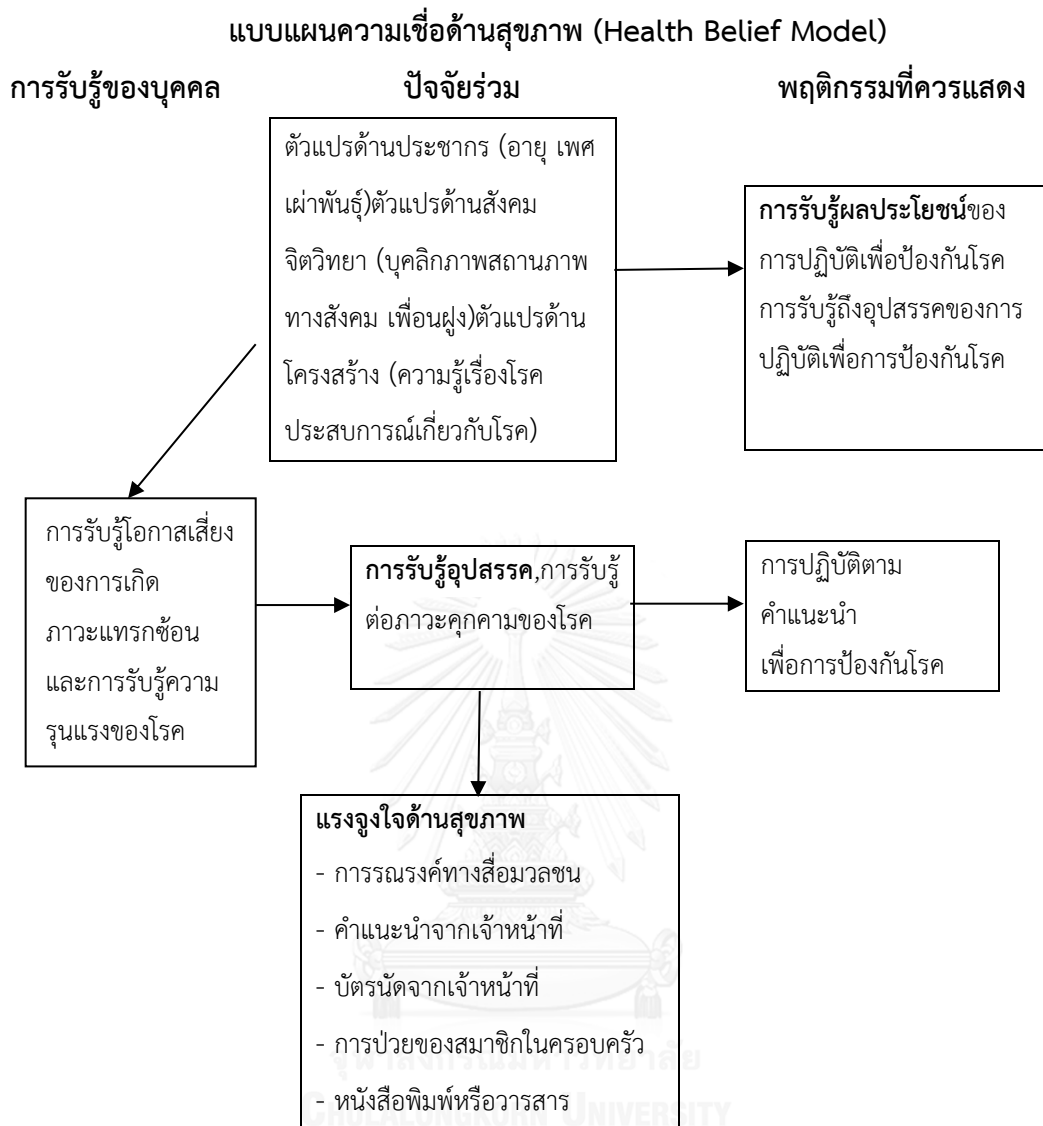 แบบแผนความเชื่อด้านสุขภาพ (Health Belief Model)
การรับรู้ของบุคคล
ปัจจัยร่วม
พฤติกรรมที่ควรแสดง
ตัวแปรด้านประชากร (อายุ เพศ
เผ่าพันธุ์)ตัวแปรด้านสังคม
จิตวิทยา (บุคลิกภาพสถานภาพ
ทางสังคม เพื่อนฝูง)ตัวแปรด้าน
โครงสร้าง (ความรู้เรื่องโรค
ประสบการณ์เกี่ยวกับโรค)
การรับรู้ผลประโยชน์ของ
การปฏิบัติเพื่อป้องกันโรค
การรับรู้ถึงอุปสรรคของการ
ปฏิบัติเพื่อการป้องกันโรค
การรับรู้โอกาสเสี่ยง
ของการเกิด
ภาวะแทรกซ้อน
และการรับรู้ความ
รุนแรงของโรค
การรับรู้อุปสรรค,การรับรู้
ต่อภาวะคุกคามของโรค
การปฏิบัติตาม
คำแนะนำ
เพื่อการป้องกันโรค
แรงจูงใจด้านสุขภาพ
- การรณรงค์ทางสื่อมวลชน
- คำแนะนำจากเจ้าหน้าที่
- บัตรนัดจากเจ้าหน้าที่
- การป่วยของสมาชิกในครอบครัว
- หนังสือพิมพ์หรือวารสาร
จุฬาลงกรณ์มหาวิทยาลัย
CHULALONGKORN UNIVERSITY